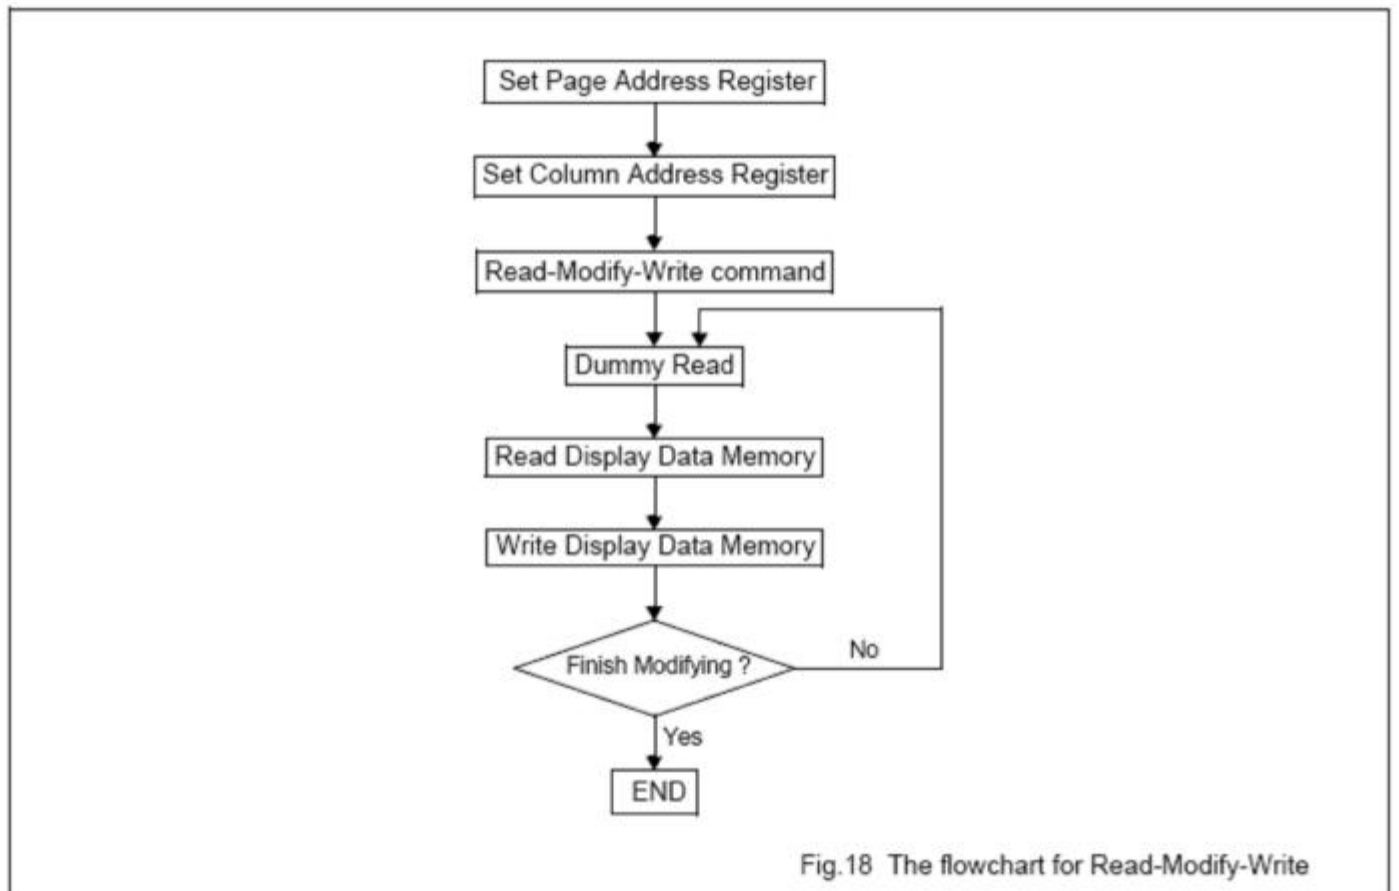 Set Page Address Register
Set Column Address Register
Read-Modify-Write command
Dummy Read
Read Display Data Memory
Write Display Data Memory
Finish Modifying ?
No
Yes
END
Fig.18 The flowchart for Read-Modify-Write